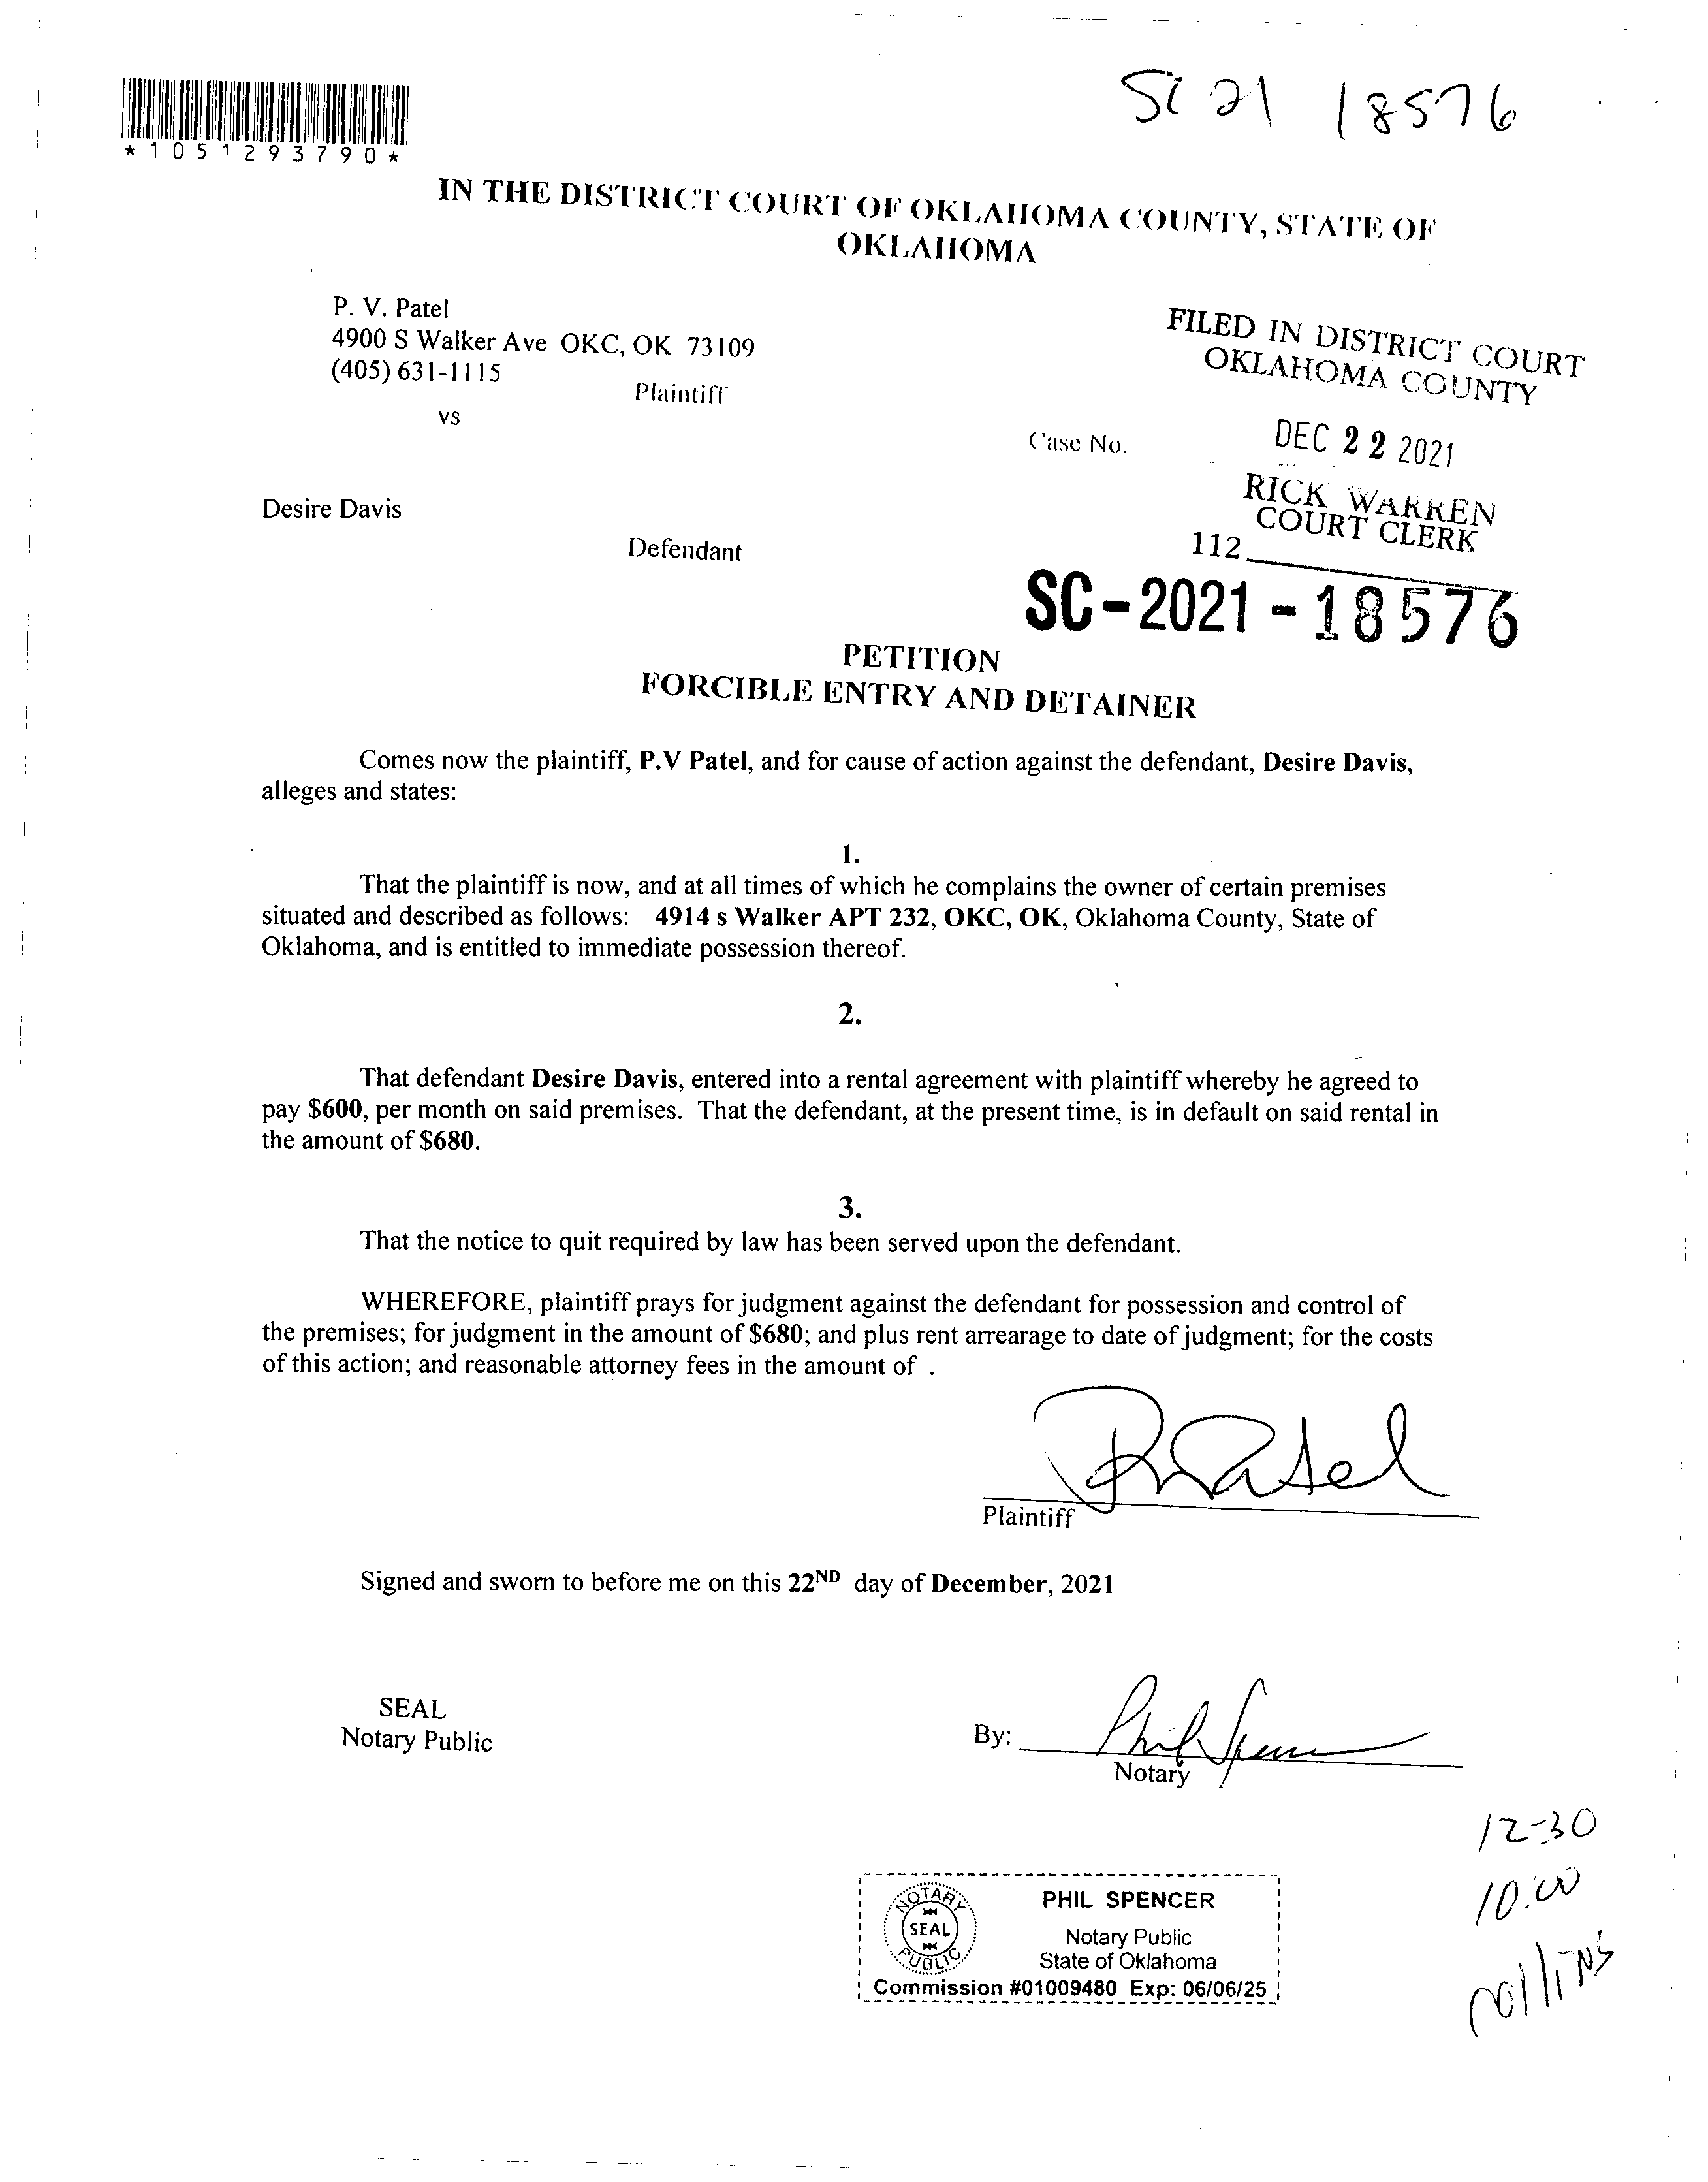 SC 21 18576
*1051293790*
IN THE DISTRICT COURT OF OKLAHOMA COUNTY, STATE OF
OKLAHOMA
P. V. Patel
4900 S Walker Ave OKC, OK 73109
(405) 631-1115
Plaintiff
vs
FILED IN DISTRICT COURT
OKLAHOMA COUNTY
Case No.
DEC 22 2021
RICK WARREN
COURT CLERK
112
Desire Davis
Defendant
SC-2021-18576
PETITION
FORCIBLE ENTRY AND DETAINER
Comes now the plaintiff, P.V Patel, and for cause of action against the defendant, Desire Davis,
alleges and states:
1.
That the plaintiff is now, and at all times of which he complains the owner of certain premises
situated and described as follows: 4914 s Walker APT 232, OKC, OK, Oklahoma County, State of
Oklahoma, and is entitled to immediate possession thereof.
2.
That defendant Desire Davis, entered into a rental agreement with plaintiff whereby he agreed to
pay $600, per month on said premises. That the defendant, at the present time, is in default on said rental in
the amount of $680.
3.
That the notice to quit required by law has been served upon the defendant.
WHEREFORE, plaintiff prays for judgment against the defendant for possession and control of
the premises; for judgment in the amount of $680; and plus rent arrearage to date of judgment; for the costs
of this action; and reasonable attorney fees in the amount of .
PV Patel
Plaintiff
Signed and sworn to before me on this 22ND day of December, 2021
SEAL
Notary Public
By: Phil Spencer
Notary
12-30
10:00
NOTARY
SEAL
PUBLIC
PHIL SPENCER
Notary Public
State of Oklahoma
Commission #01009480 Exp: 06/06/25